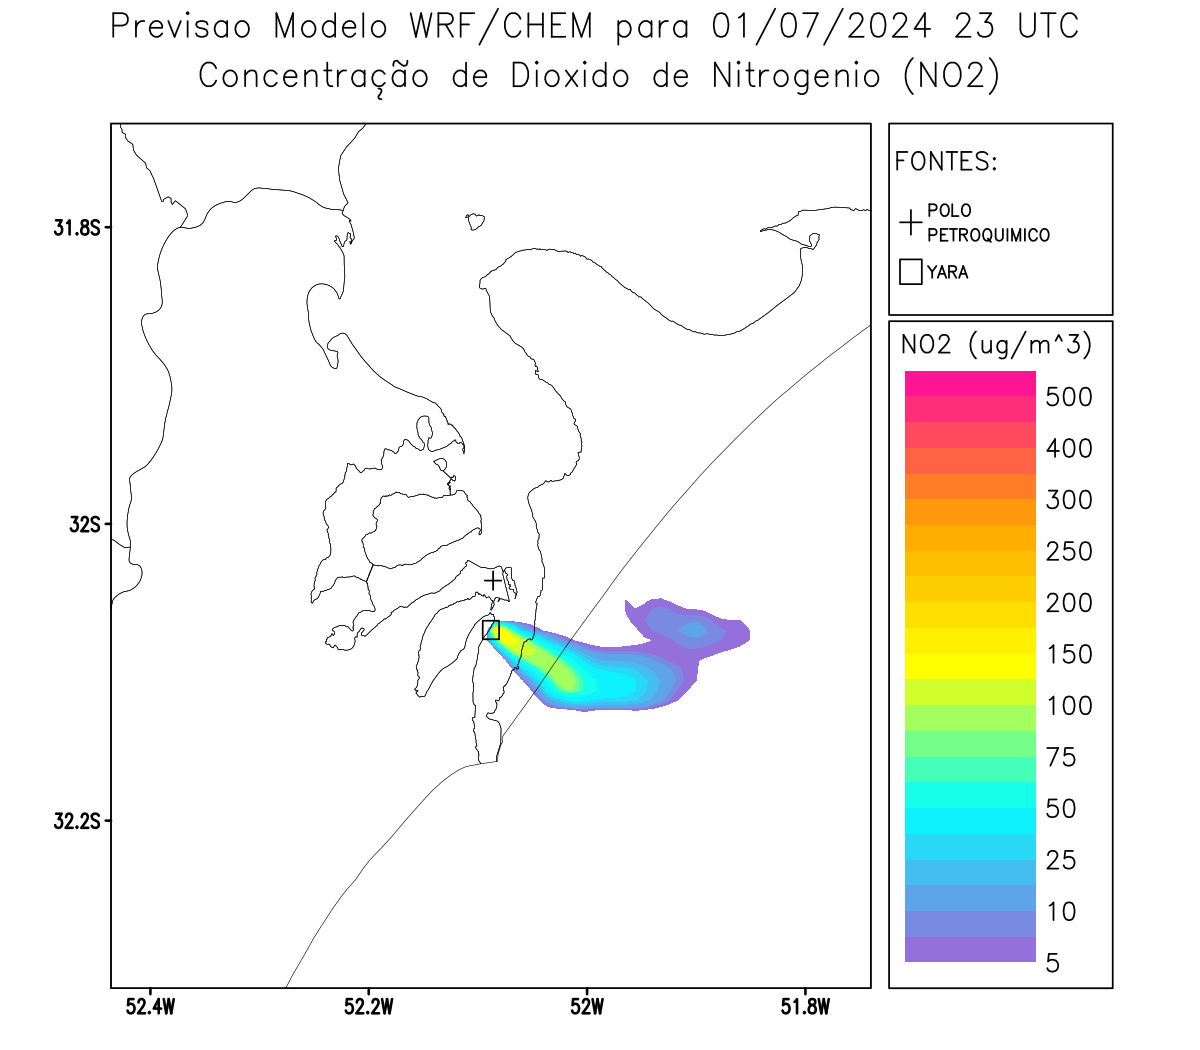 Previsao Modelo WRF/CHEM para 01/07/2024 23 UTC
Concentração de Dioxido de Nitrogenio (NO2)
FONTES:
POLO
PETROQUIMICO
YARA
NO2 (ug/m^3)
500
400
300
250
200
150
100
75
50
25
10
5
31.8S
32S
32.2S
52.4W
52.2W
52W
51.8W